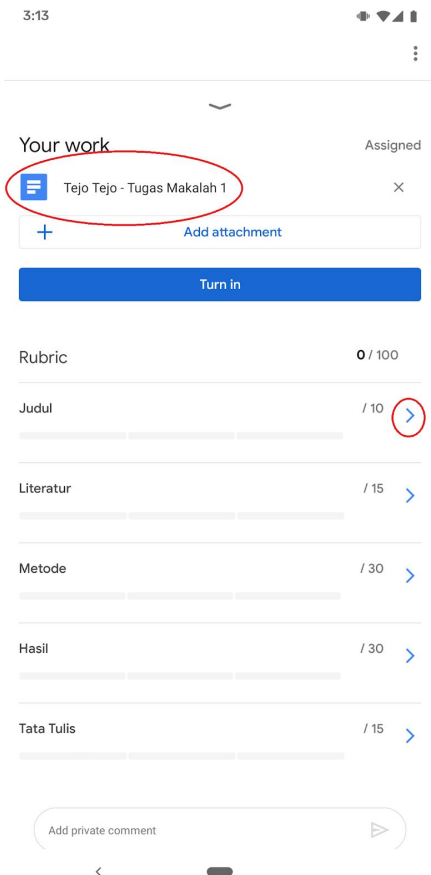 3:13
Your work
Assigned
Tejo Tejo - Tugas Makalah 1
Add attachment
Turn in
Rubric
0 / 100
Judul
/ 10
Literatur
/ 15
Metode
/ 30
Hasil
/ 30
Tata Tulis
/ 15
Add private comment